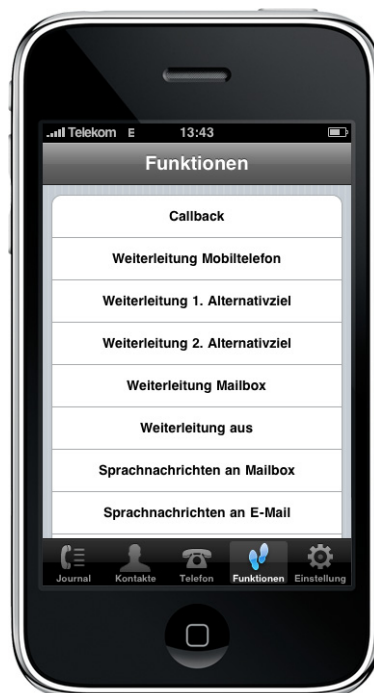 Telekom E 13:43
Funktionen
Callback
Weiterleitung Mobiltelefon
Weiterleitung 1. Alternativziel
Weiterleitung 2. Alternativziel
Weiterleitung Mailbox
Weiterleitung aus
Sprachnachrichten an Mailbox
Sprachnachrichten an E-Mail
Journal Kontakte Telefon Funktionen Einstellung